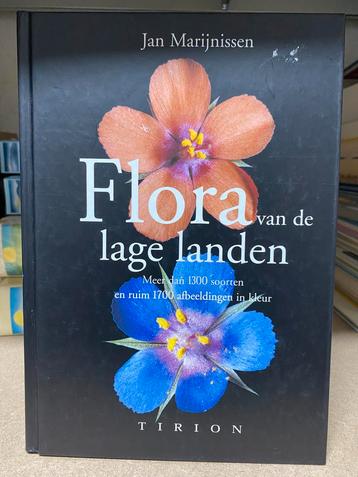 Jan Marijnissen
Flora van de
lage landen
Meer dan 1300 soorten
en ruim 1700 afbeeldingen in kleur
TIRION